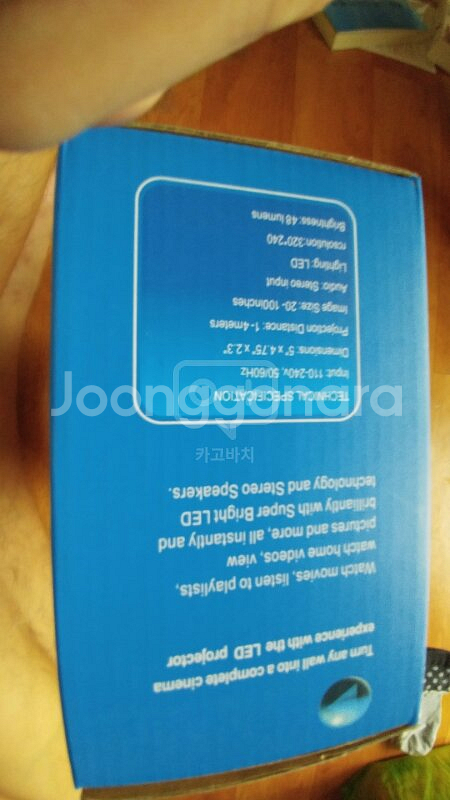 Turn any wall into a complete cinema
experience with the LED projector
Watch movies, listen to playlists,
watch home videos, view
pictures and more, all instantly and
brilliantly with Super Bright LED
technology and Stereo Speakers.
TECHNICAL SPECIFICATION
Input: 110-240v, 50/60Hz
Dimensions: 5" x 4.75" x 2.3"
Projection Distance: 1-4meters
Image Size: 20-100inches
Audio: Stereo input
Lighting: LED
resolution:320*240
Brightness: 48 lumens
Joonggonara
카고바치